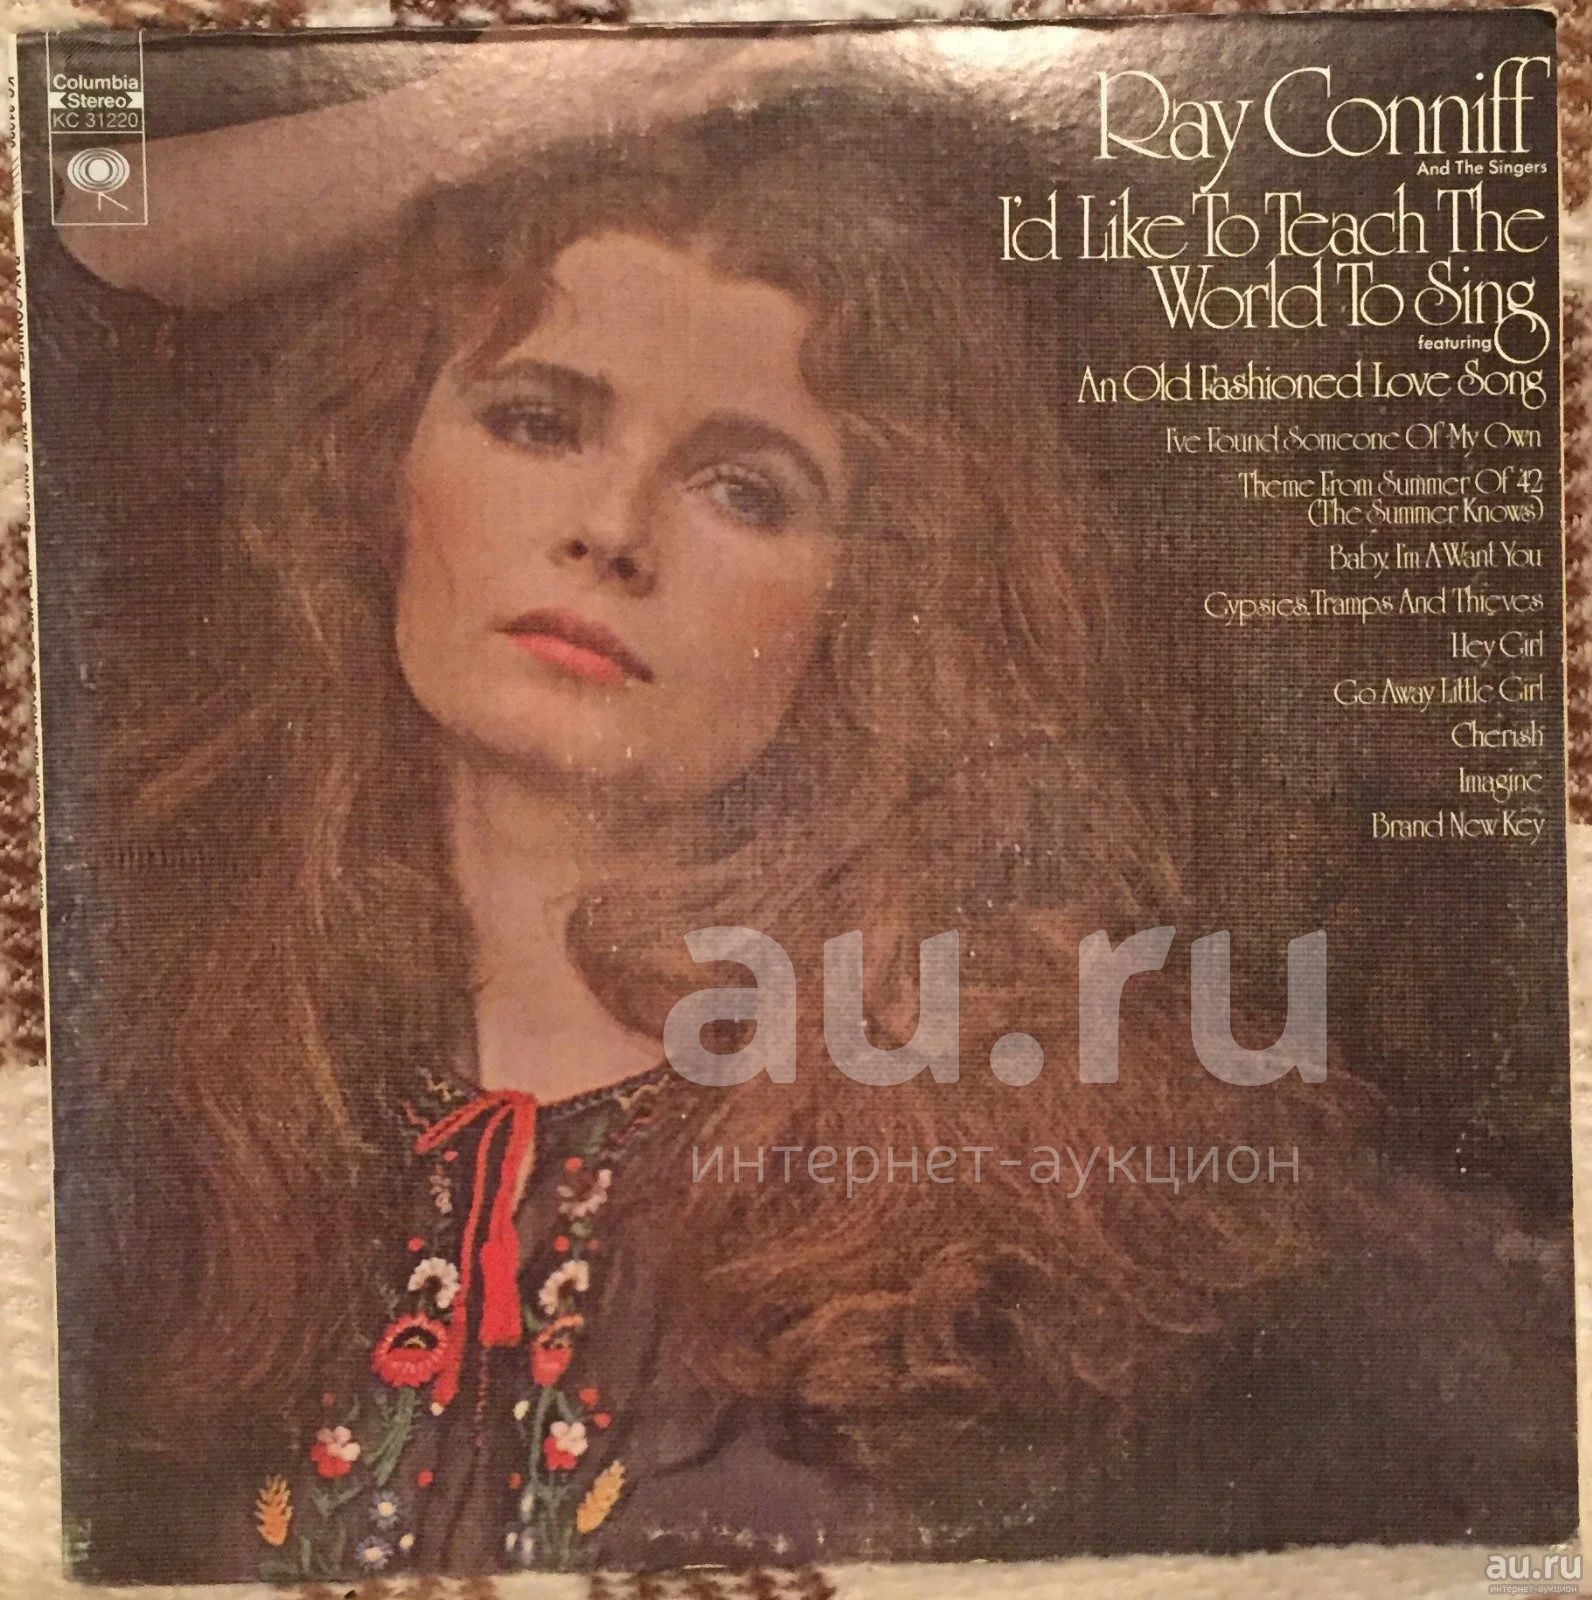 Columbia
Stereo
KC 31220
Ray Conniff
And The Singers
I'd Like To Teach The
World To Sing
featuring
An Old Fashioned Love Song
I've Found Someone Of My Own
Theme From Summer Of '42
(The Summer Knows)
Baby, I'm A Want You
Gypsies, Tramps And Thieves
Hey Girl
Go Away Little Girl
Cherish
Imagine
Brand New Key
au.ru
интернет-аукцион
au.ru
интернет-аукцион